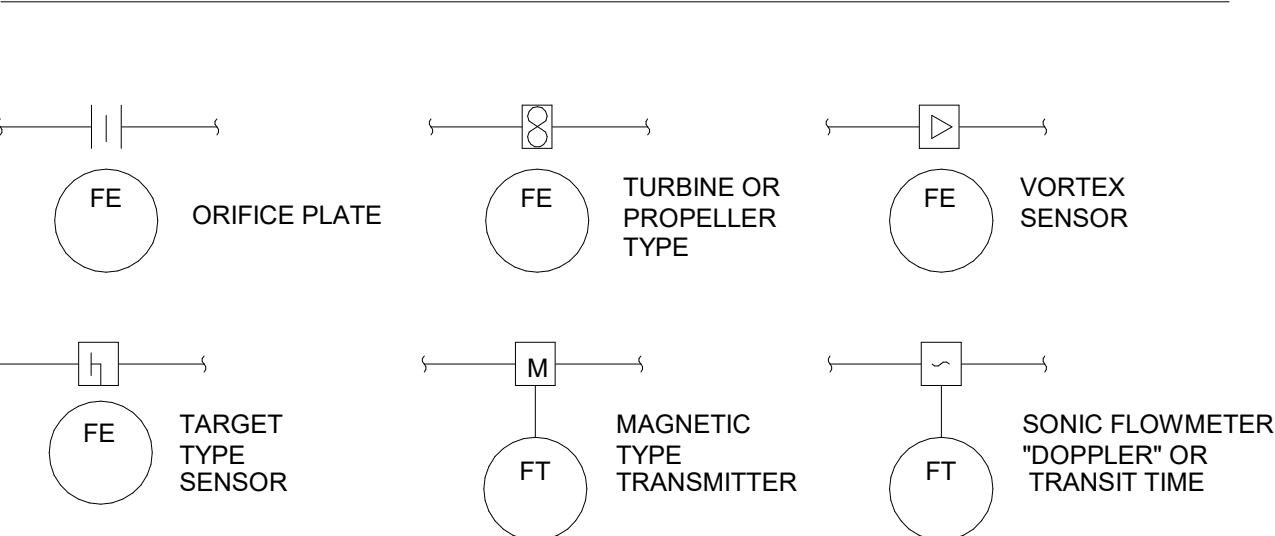 FE
ORIFICE PLATE
FE
TURBINE OR
PROPELLER
TYPE
FE
VORTEX
SENSOR
FE
TARGET
TYPE
SENSOR
M
FT
MAGNETIC
TYPE
TRANSMITTER
FT
SONIC FLOWMETER
"DOPPLER" OR
TRANSIT TIME